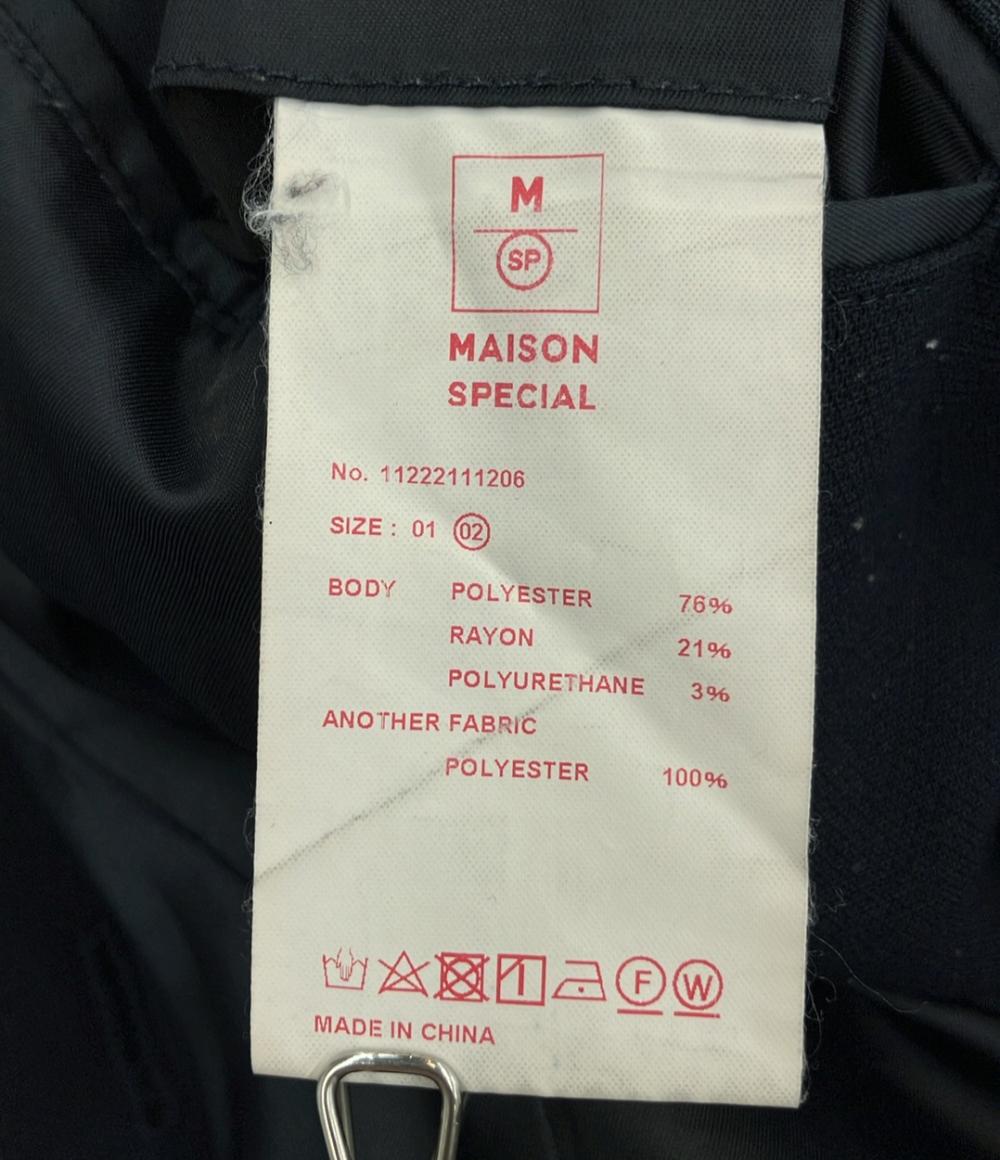 M
SP
MAISON
SPECIAL
No. 11222111206
SIZE : 01 02
BODY POLYESTER 76%
RAYON 21%
POLYURETHANE 3%
ANOTHER FABRIC
POLYESTER 100%
F W
MADE IN CHINA